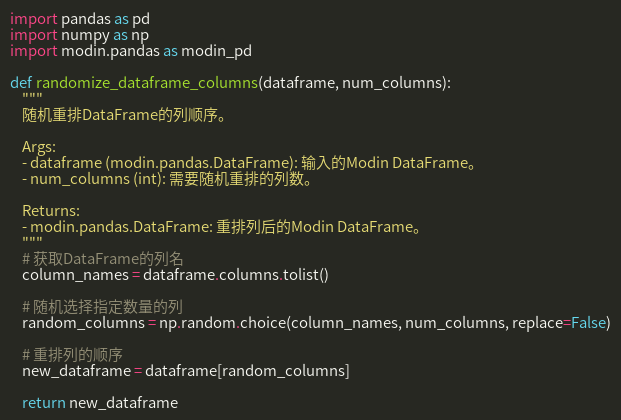 import pandas as pd
import numpy as np
import modin.pandas as modin_pd
def randomize_dataframe_columns(dataframe, num_columns):
"""
随机重排DataFrame的列顺序。
Args:
- dataframe (modin.pandas.DataFrame): 输入的Modin DataFrame。
- num_columns (int): 需要随机重排的列数。
Returns:
- modin.pandas.DataFrame: 重排列后的Modin DataFrame。
"""
# 获取DataFrame的列名
column_names = dataframe.columns.tolist()
# 随机选择指定数量的列
random_columns = np.random.choice(column_names, num_columns, replace=False)
# 重排列的顺序
new_dataframe = dataframe[random_columns]
return new_dataframe